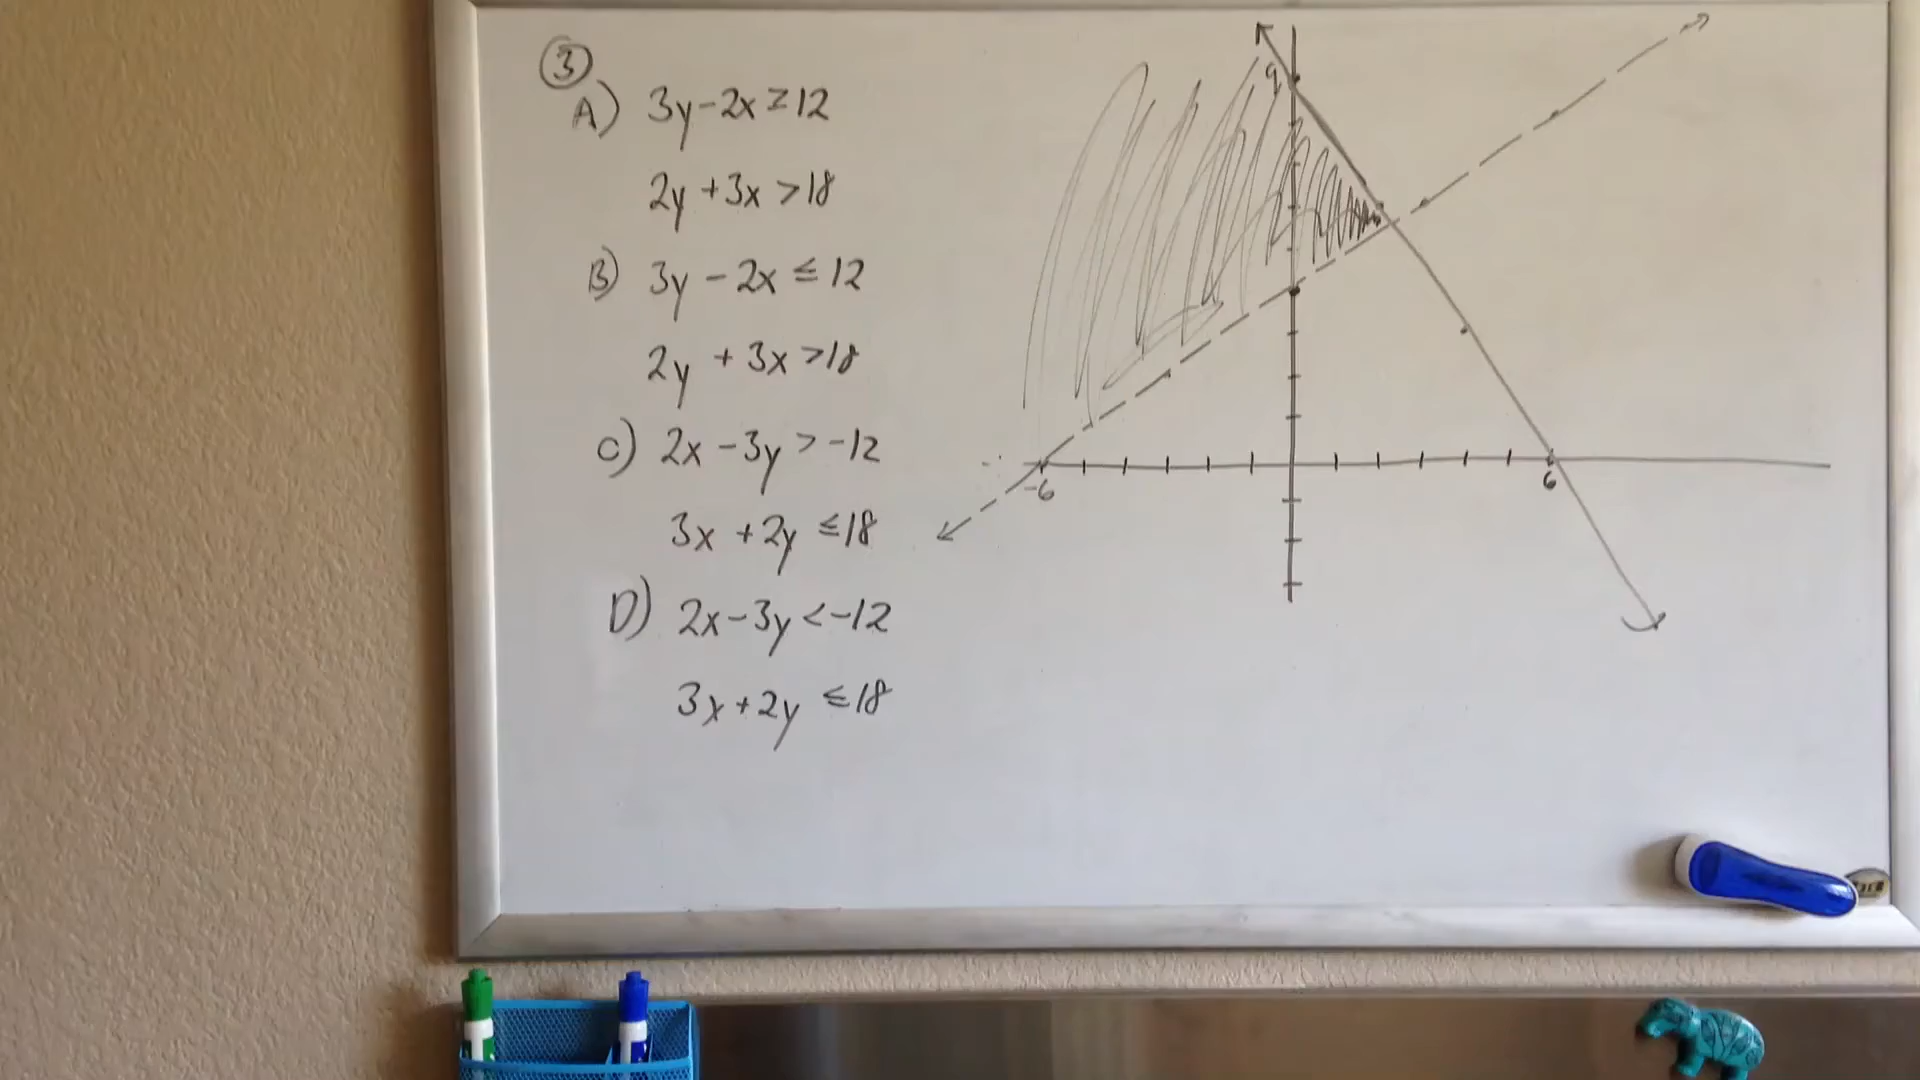 3
A) 3y-2x≥12
2y+3x>18
B) 3y-2x≤12
2y+3x>18
C) 2x-3y>-12
3x+2y≤18
D) 2x-3y<-12
3x+2y≤18
9
-6
6